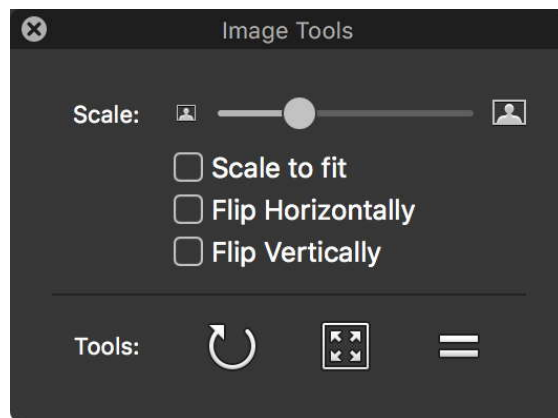 Image Tools
Scale:
Scale to fit
Flip Horizontally
Flip Vertically
Tools: